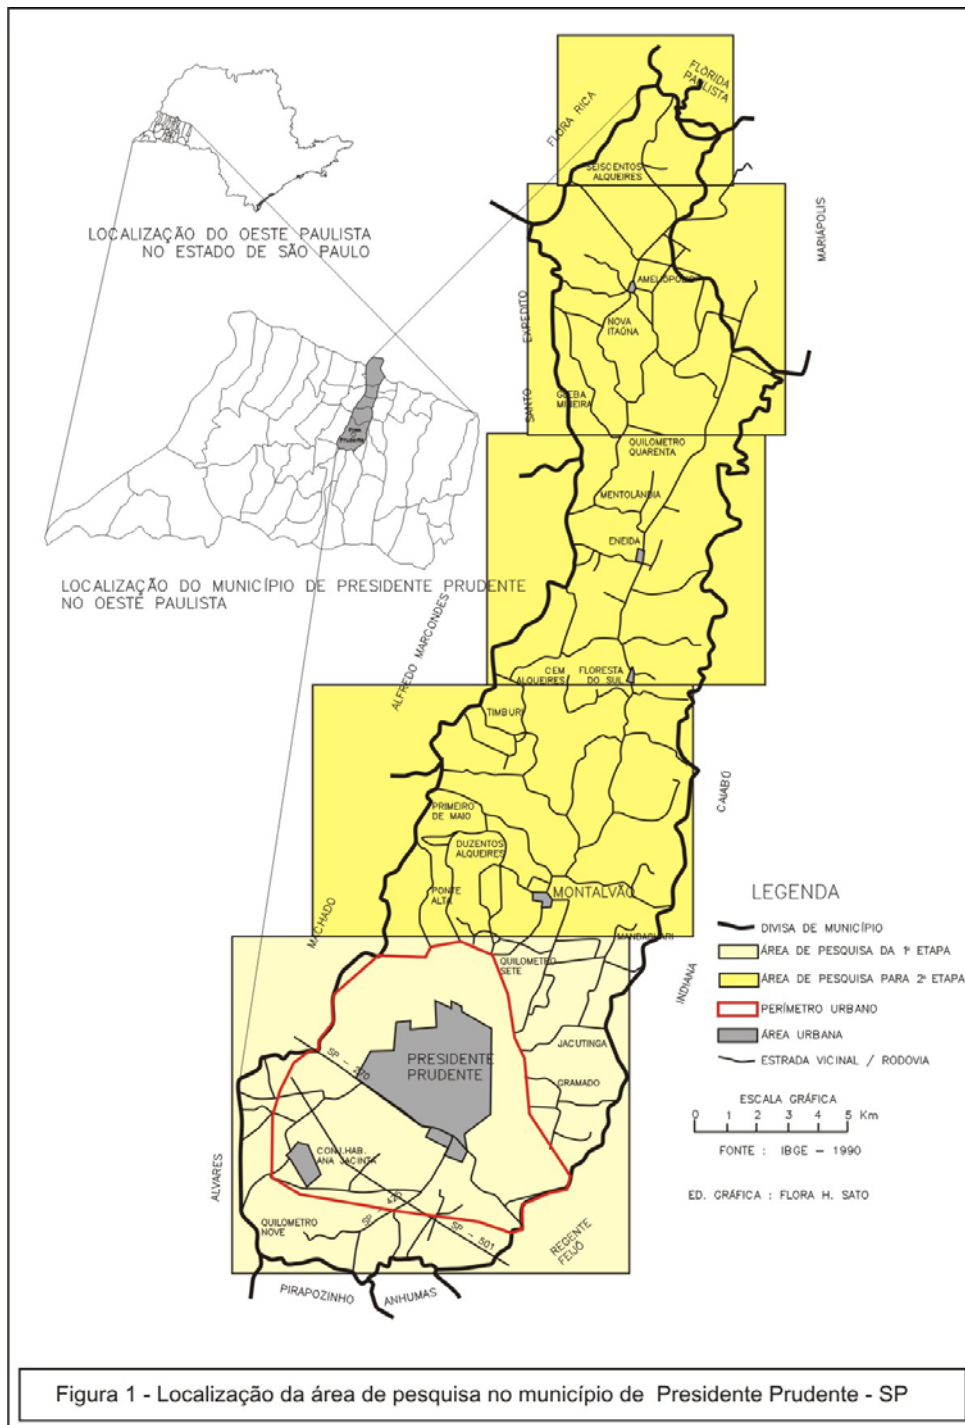 FLÓRIDA
PAULISTA
FLORA RICA
SEISCENTOS
ALQUEIRES
LOCALIZAÇÃO DO OESTE PAULISTA
NO ESTADO DE SÃO PAULO
MARIÁPOLIS
AMELIÓPOLIS
SANTO EXPEDITO
NOVA
ITAÚNA
GLEBA
MINEIRA
Pres.
Prudente
QUILOMETRO
QUARENTA
MENTOLÂNDIA
ENEIDA
LOCALIZAÇÃO DO MUNICÍPIO DE PRESIDENTE PRUDENTE
NO OESTE PAULISTA
ALFREDO MARCONDES
CEM
ALQUEIRES
FLORESTA
DO SUL
TIMBURI
CAIABÚ
PRIMEIRO
DE MAIO
DUZENTOS
ALQUEIRES
PONTE
ALTA
MONTALVÃO
MANDAGUARI
ALVARES MACHADO
QUILOMETRO
SETE
INDIANA
JACUTINGA
GRAMADO
PRESIDENTE
PRUDENTE
SP - 270
CONJ.HAB.
ANA JACINTA
SP - 425
SP - 501
QUILOMETRO
NOVE
REGENTE
FEIJÓ
PIRAPOZINHO
ANHUMAS
LEGENDA
DIVISA DE MUNICÍPIO
ÁREA DE PESQUISA DA 1ª ETAPA
ÁREA DE PESQUISA PARA 2ª ETAPA
PERÍMETRO URBANO
ÁREA URBANA
ESTRADA VICINAL / RODOVIA
ESCALA GRÁFICA
0 1 2 3 4 5 Km
FONTE : IBGE - 1990
ED. GRÁFICA : FLORA H. SATO
Figura 1 - Localização da área de pesquisa no município de Presidente Prudente - SP